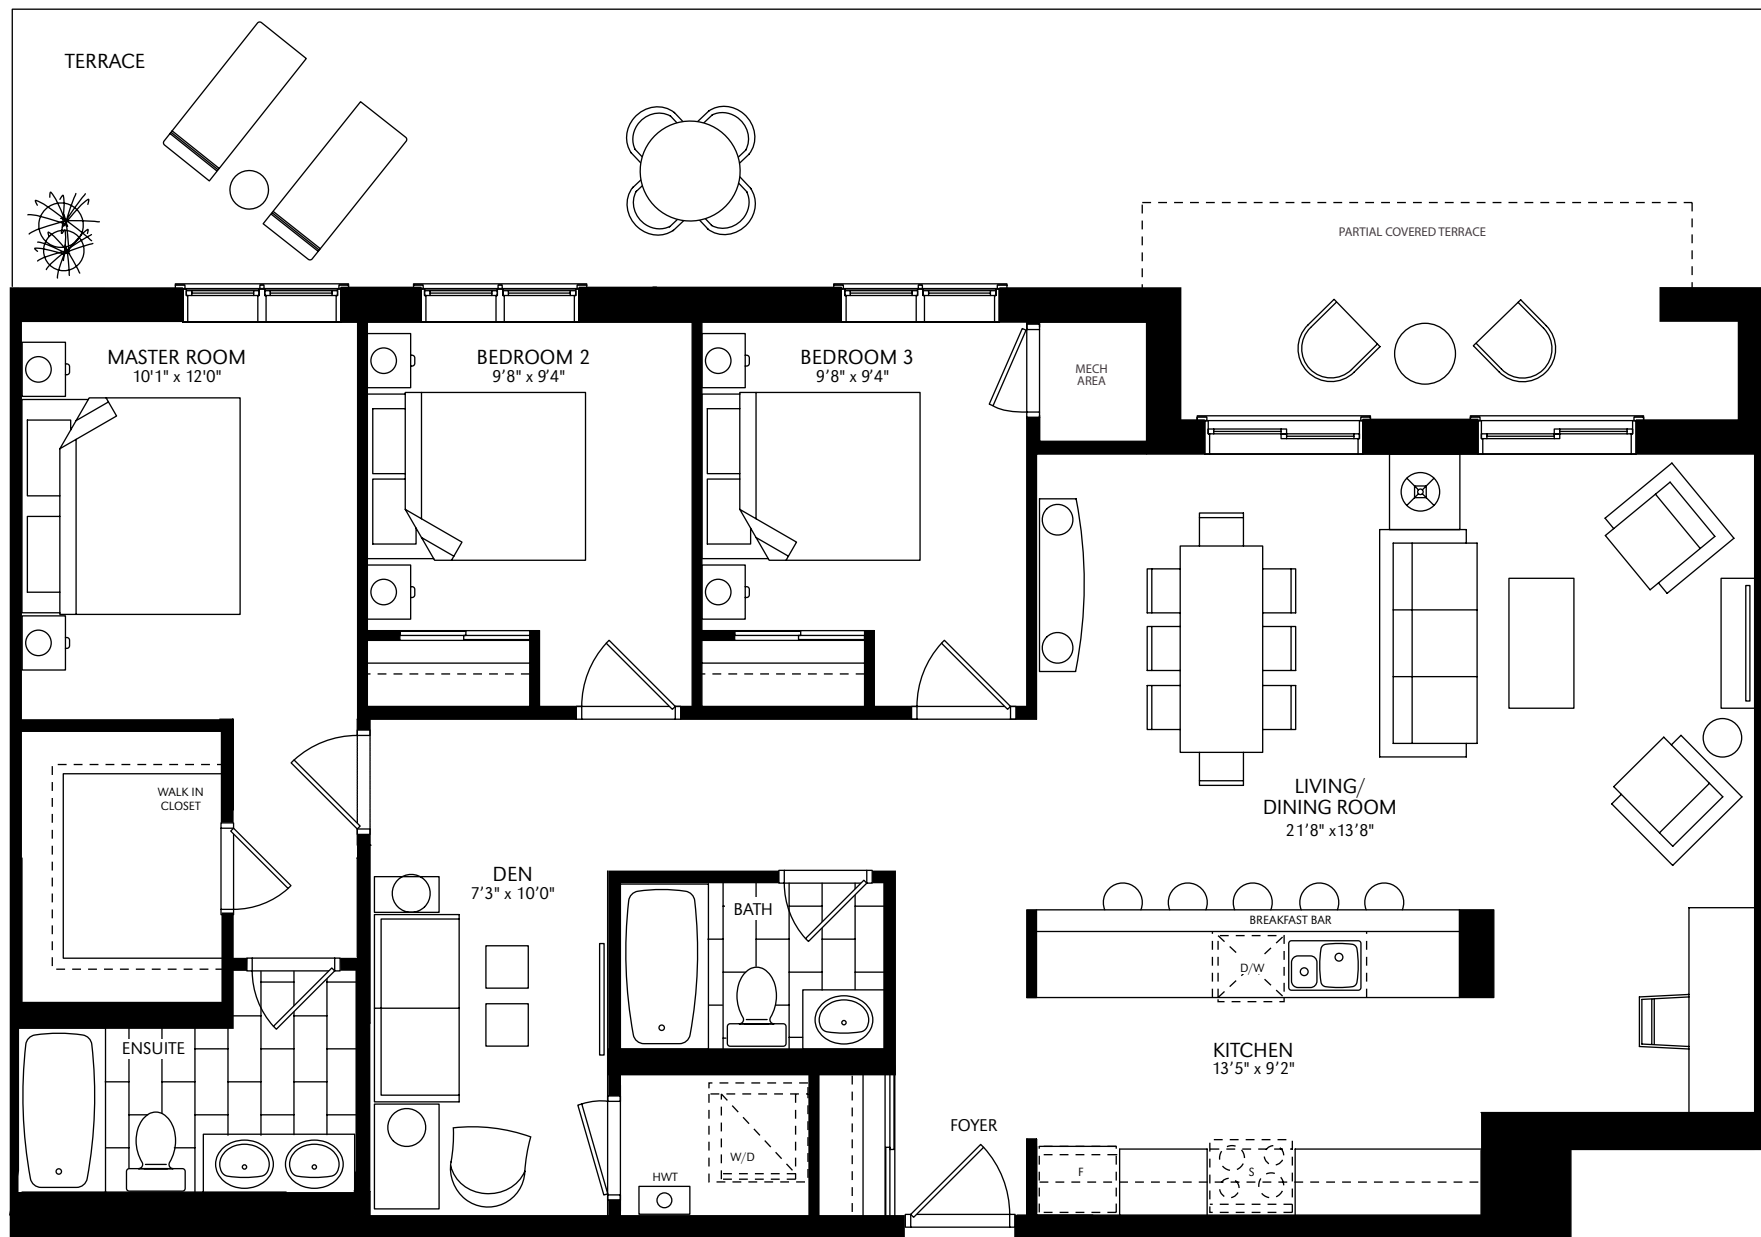 TERRACE
PARTIAL COVERED TERRACE
MASTER ROOM
10'1" x 12'0"
BEDROOM 2
9'8" x 9'4"
BEDROOM 3
9'8" x 9'4"
MECH
AREA
WALK IN
CLOSET
LIVING/
DINING ROOM
21'8" x13'8"
DEN
7'3" x 10'0"
BATH
BREAKFAST BAR
D/W
ENSUITE
KITCHEN
13'5" x 9'2"
FOYER
W/D
HWT
F
S